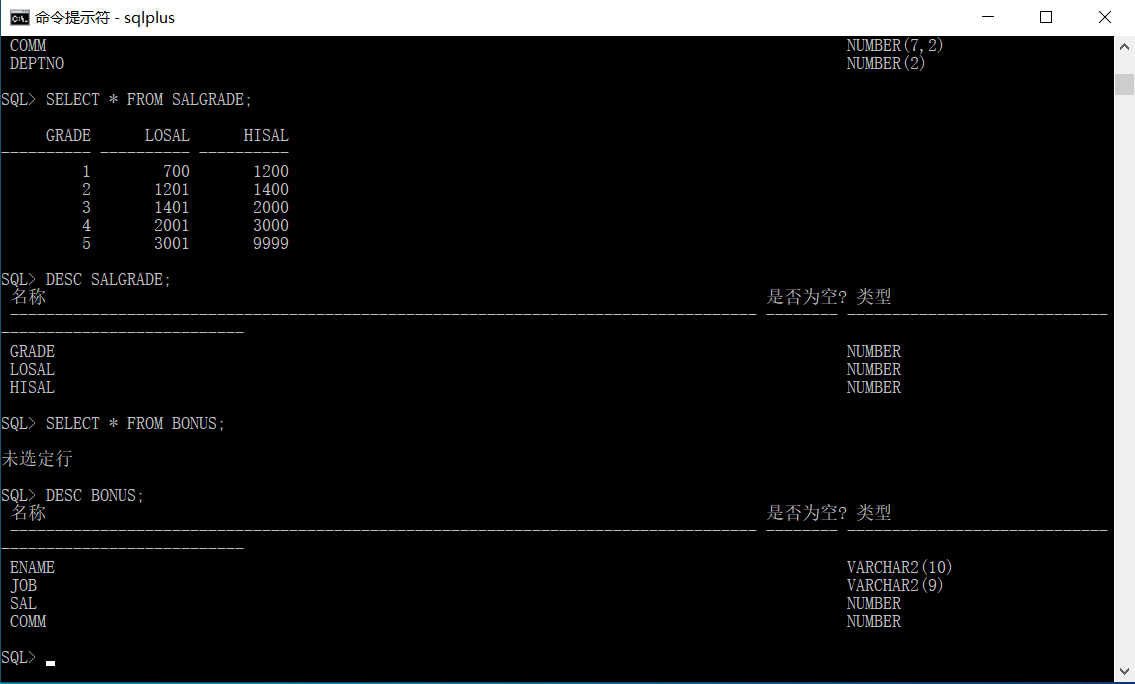 命令提示符 - sqlplus
COMM NUMBER(7,2)
DEPTNO NUMBER(2)
SQL> SELECT * FROM SALGRADE;
GRADE LOSAL HISAL
---------- ---------- ----------
1 700 1200
2 1201 1400
3 1401 2000
4 2001 3000
5 3001 9999
SQL> DESC SALGRADE;
名称 是否为空? 类型
----------------------------------------------------------------------------------- -------- -----------------------------
---------------------------
GRADE NUMBER
LOSAL NUMBER
HISAL NUMBER
SQL> SELECT * FROM BONUS;
未选定行
SQL> DESC BONUS;
名称 是否为空? 类型
----------------------------------------------------------------------------------- -------- -----------------------------
---------------------------
ENAME VARCHAR2(10)
JOB VARCHAR2(9)
SAL NUMBER
COMM NUMBER
SQL>